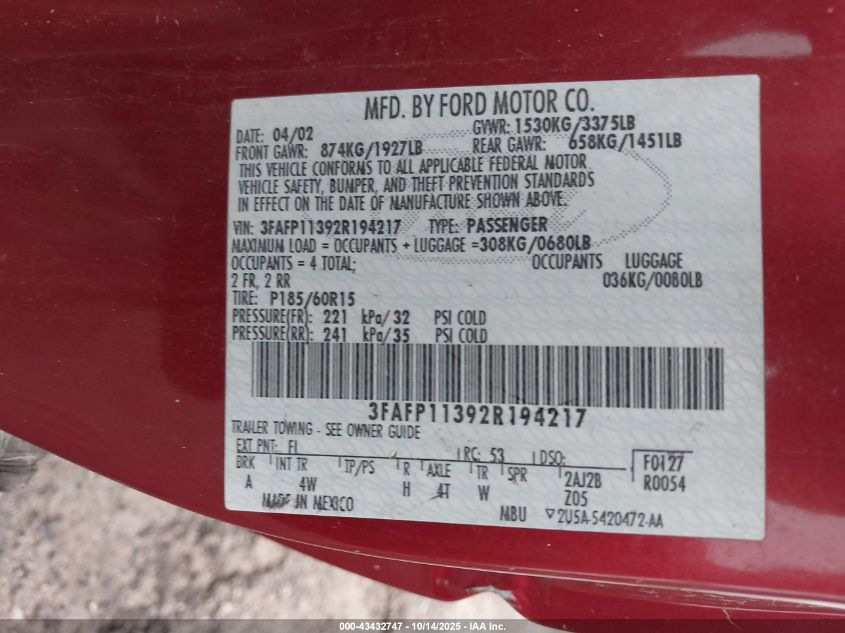 MFD. BY FORD MOTOR CO.
DATE: 04/02 GVWR: 1530KG/3375LB
FRONT GAWR: 874KG/1927LB REAR GAWR: 658KG/1451LB
THIS VEHICLE CONFORMS TO ALL APPLICABLE FEDERAL MOTOR
VEHICLE SAFETY, BUMPER, AND THEFT PREVENTION STANDARDS
IN EFFECT ON THE DATE OF MANUFACTURE SHOWN ABOVE.
VIN: 3FAFP11392R194217 TYPE: PASSENGER
MAXIMUM LOAD = OCCUPANTS + LUGGAGE =308KG/0680LB
OCCUPANTS = 4 TOTAL; OCCUPANTS LUGGAGE
2 FR, 2 RR 036KG/0080LB
TIRE: P185/60R15
PRESSURE(FR): 221 kPa/32 PSI COLD
PRESSURE(RR): 241 kPa/35 PSI COLD
3FAFP11392R194217
TRAILER TOWING - SEE OWNER GUIDE
EXT PNT: FL RC: 53 DSO: F0127
BRK INT TR TP/PS R AXLE TR SPR 2AJ2B R0054
A 4W H 4T W Z05
MADE IN MEXICO MBU ▽2U5A-5420472-AA
000-43432747 | 10/14/2025 - IAA Inc.